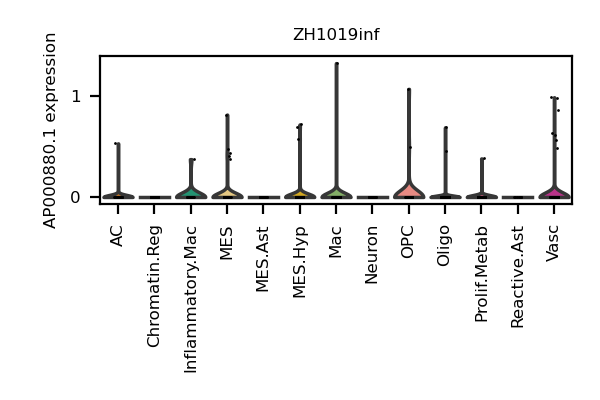 ZH1019inf
AP000880.1 expression
1
0
AC
Chromatin.Reg
Inflammatory.Mac
MES
MES.Ast
MES.Hyp
Mac
Neuron
OPC
Oligo
Prolif.Metab
Reactive.Ast
Vasc